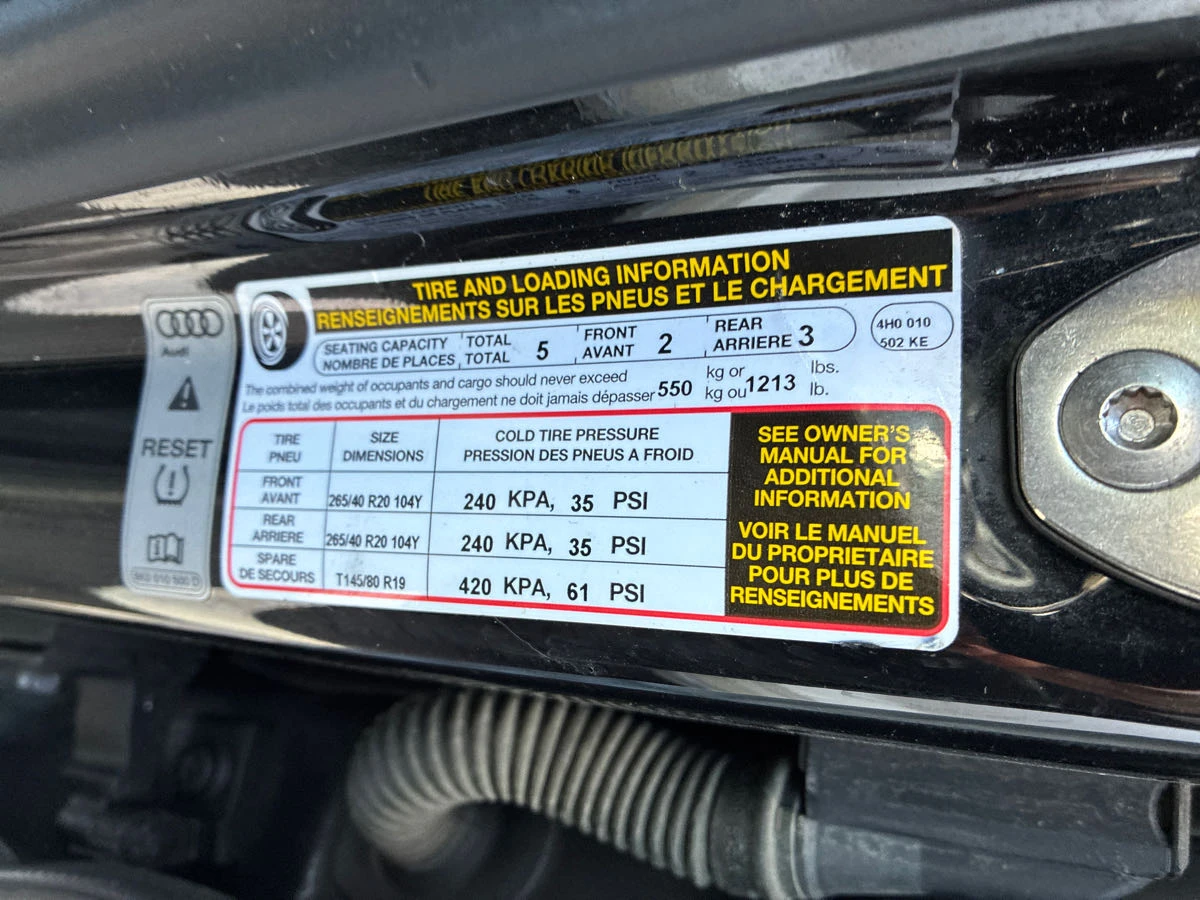 TIRE AND LOADING INFORMATION
RENSEIGNEMENTS SUR LES PNEUS ET LE CHARGEMENT
SEATING CAPACITY TOTAL 5 FRONT 2 REAR 3
NOMBRE DE PLACES TOTAL AVANT ARRIERE
4H0 010
502 KE
The combined weight of occupants and cargo should never exceed 550 kg or 1213 lbs.
Le poids total des occupants et du chargement ne doit jamais dépasser kg ou lb.
TIRE SIZE COLD TIRE PRESSURE
PNEU DIMENSIONS PRESSION DES PNEUS A FROID
FRONT
AVANT 265/40 R20 104Y 240 KPA, 35 PSI
REAR
ARRIERE 265/40 R20 104Y 240 KPA, 35 PSI
SPARE
DE SECOURS T145/80 R19 420 KPA, 61 PSI
SEE OWNER'S
MANUAL FOR
ADDITIONAL
INFORMATION
VOIR LE MANUEL
DU PROPRIETAIRE
POUR PLUS DE
RENSEIGNEMENTS
Audi
RESET